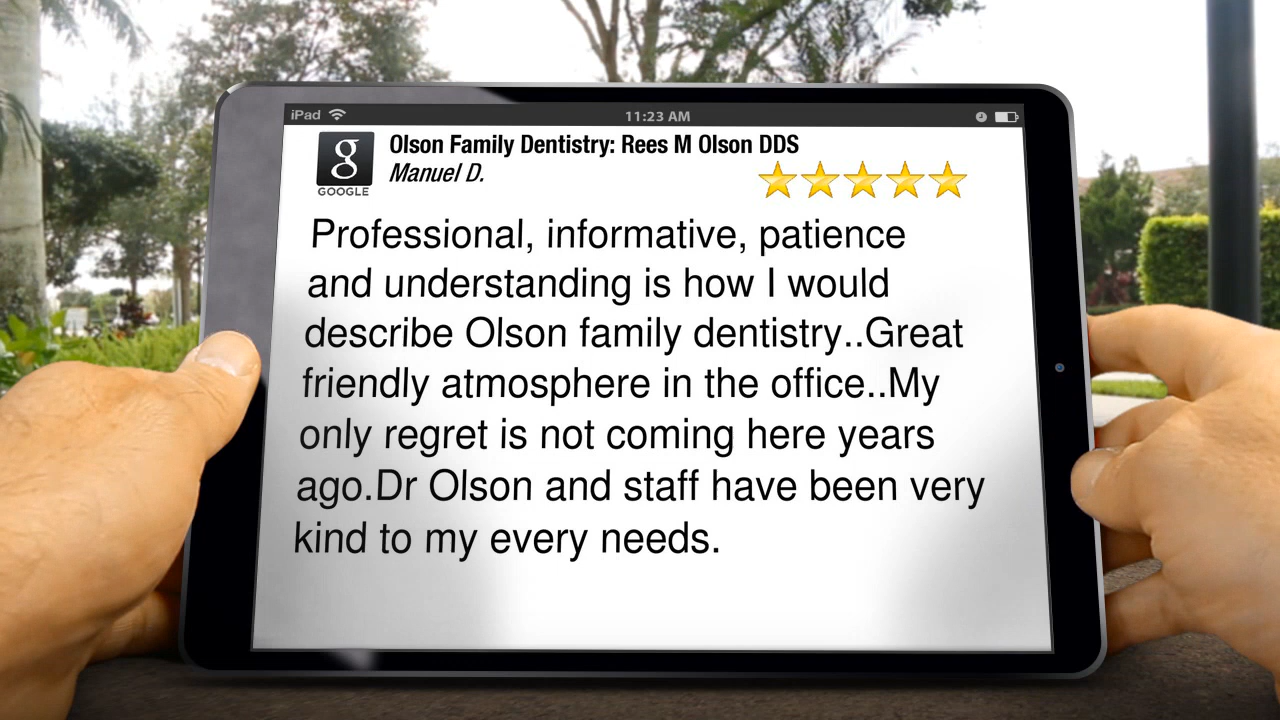 iPad 11:23 AM
g
GOOGLE
Olson Family Dentistry: Rees M Olson DDS
Manuel D.
Professional, informative, patience
and understanding is how I would
describe Olson family dentistry..Great
friendly atmosphere in the office..My
only regret is not coming here years
ago.Dr Olson and staff have been very
kind to my every needs.